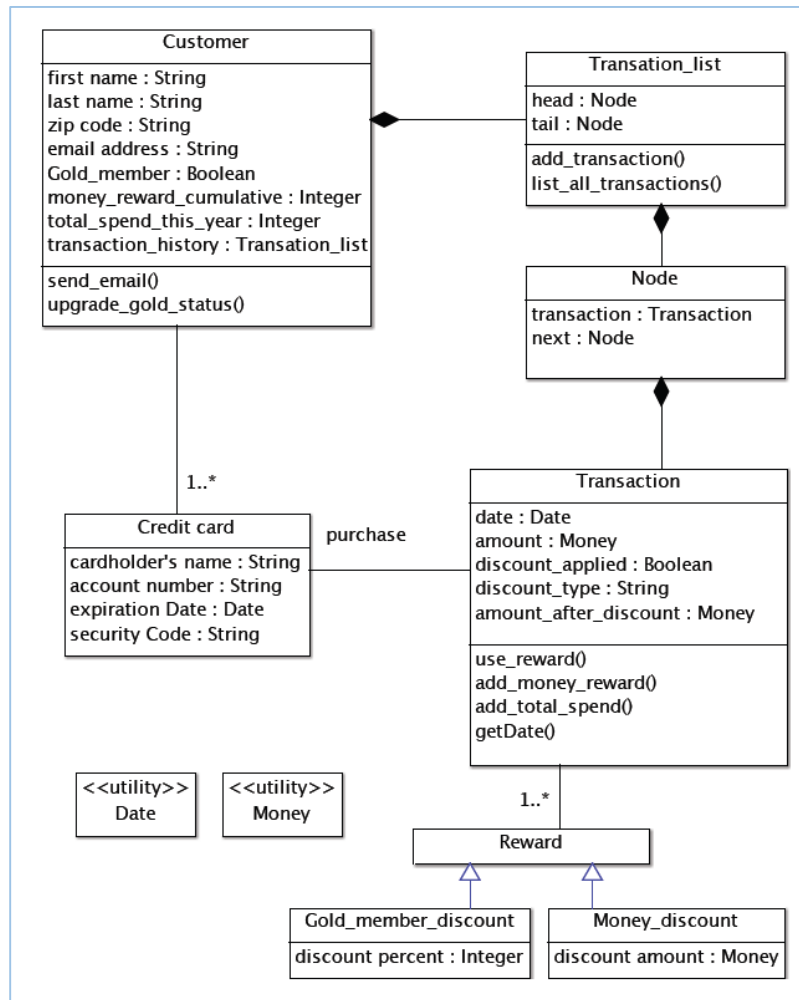 Customer
first name : String
last name : String
zip code : String
email address : String
Gold_member : Boolean
money_reward_cumulative : Integer
total_spend_this_year : Integer
transaction_history : Transation_list
send_email()
upgrade_gold_status()
Transation_list
head : Node
tail : Node
add_transaction()
list_all_transactions()
Node
transaction : Transaction
next : Node
1..*
Credit card
cardholder's name : String
account number : String
expiration Date : Date
security Code : String
purchase
Transaction
date : Date
amount : Money
discount_applied : Boolean
discount_type : String
amount_after_discount : Money
use_reward()
add_money_reward()
add_total_spend()
getDate()
<<utility>>
Date
<<utility>>
Money
1..*
Reward
Gold_member_discount
discount percent : Integer
Money_discount
discount amount : Money